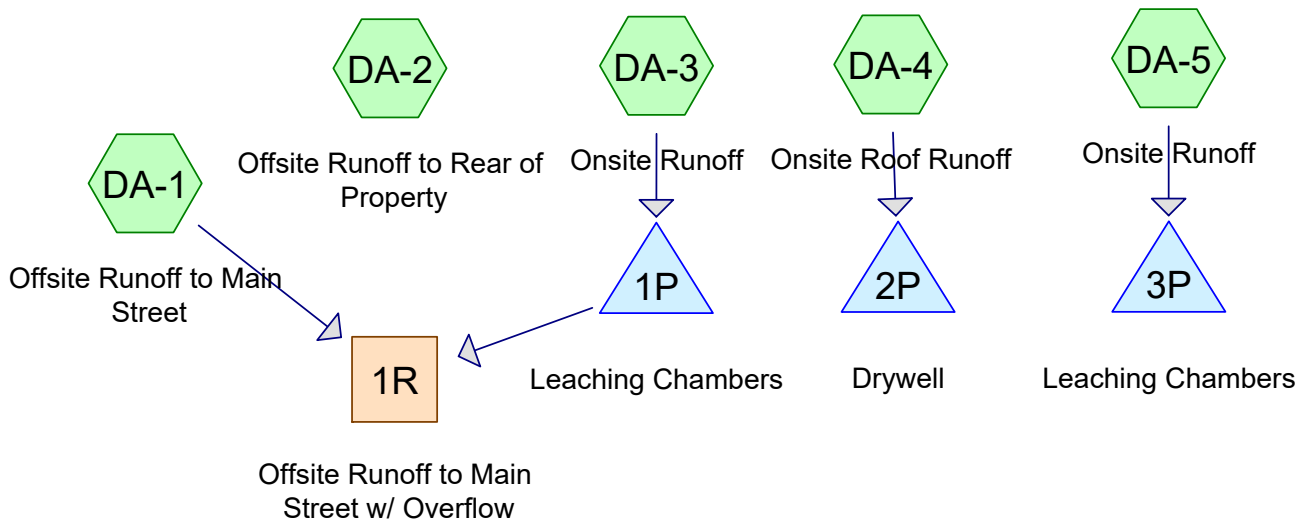 DA-2
DA-3
DA-4
DA-5
Offsite Runoff to Rear of
Property
Onsite Runoff
Onsite Roof Runoff
Onsite Runoff
DA-1
Offsite Runoff to Main
Street
1P
2P
3P
1R
Leaching Chambers
Drywell
Leaching Chambers
Offsite Runoff to Main
Street w/ Overflow